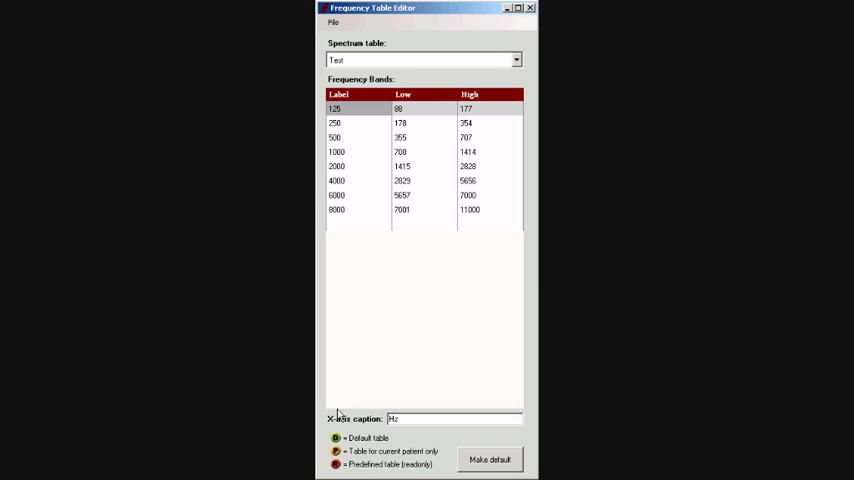 Frequency Table Editor
File
Spectrum table:
Test
Frequency Bands:
Label Low High
125 88 177
250 178 354
500 355 707
1000 708 1414
2000 1415 2828
4000 2829 5656
6000 5657 7000
8000 7001 11000
X-axis caption: Hz
D = Default table
P = Table for current patient only
R = Predefined table (readonly)
Make default